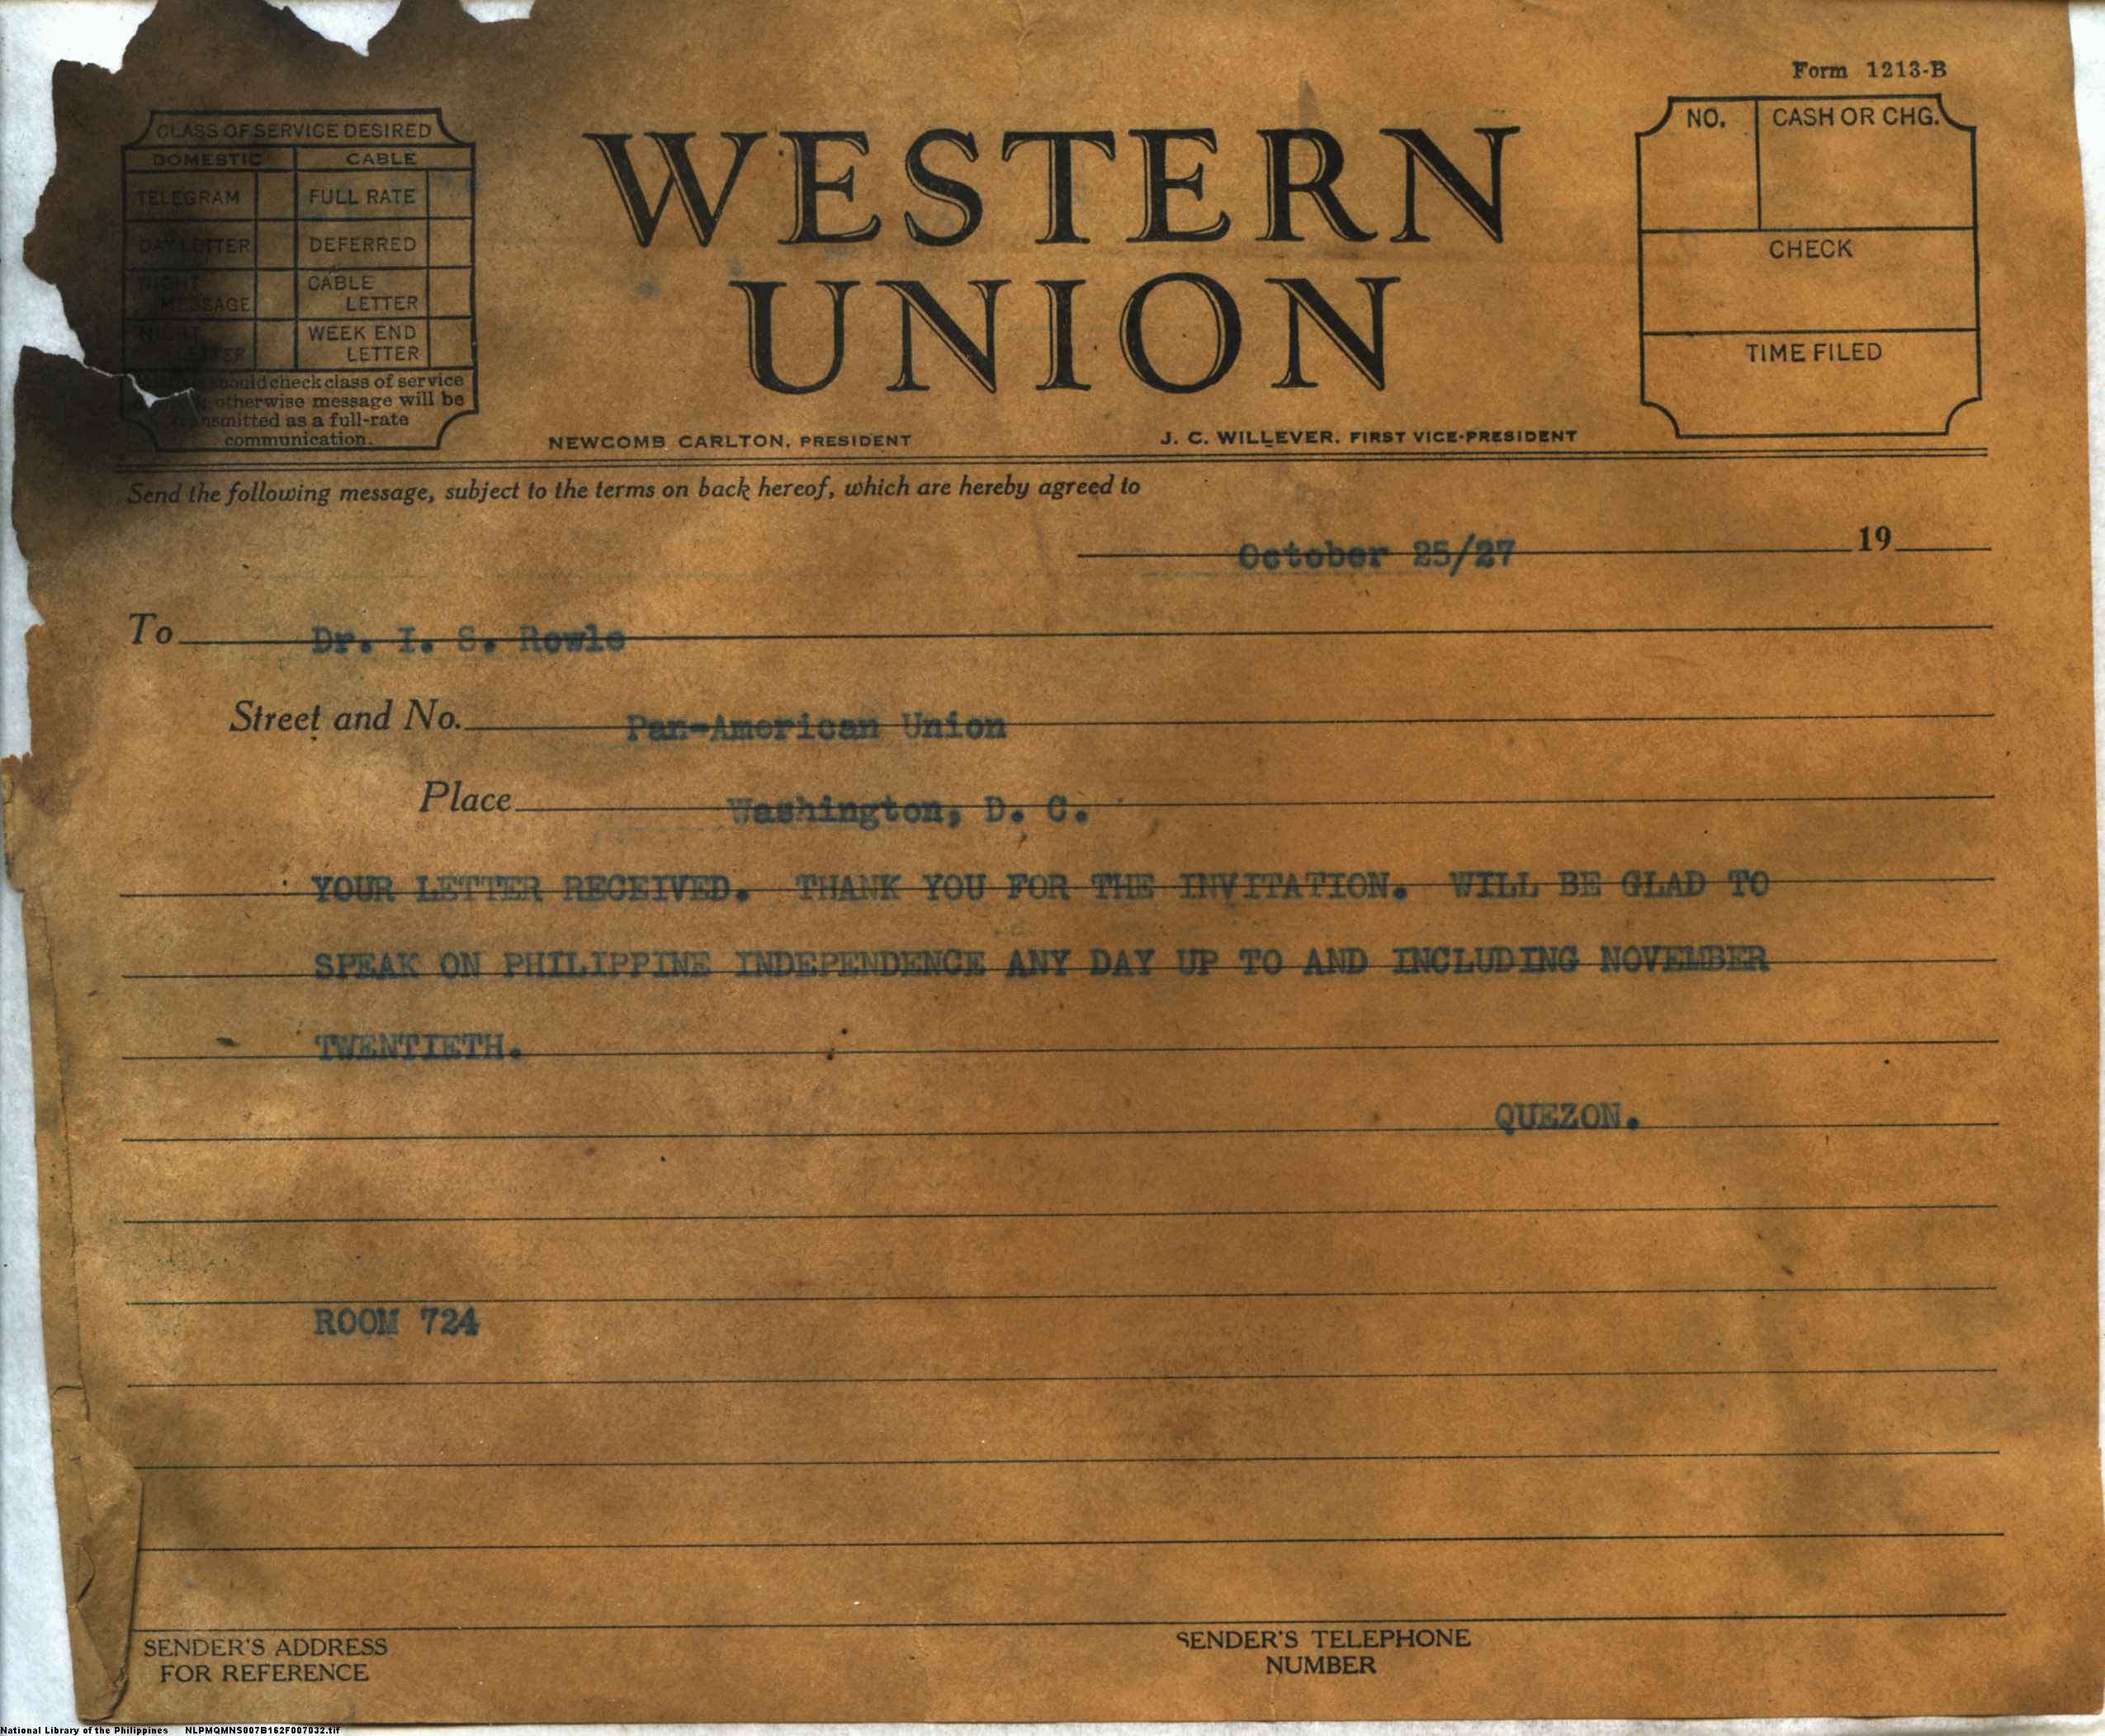 Form 1213-B
CLASS OF SERVICE DESIRED
DOMESTIC CABLE
TELEGRAM FULL RATE
DAY LETTER DEFERRED
NIGHT MESSAGE CABLE LETTER
NIGHT LETTER WEEK END LETTER
should check class of service
otherwise message will be
transmitted as a full-rate
communication.
WESTERN
UNION
NEWCOMB CARLTON, PRESIDENT J. C. WILLEVER, FIRST VICE-PRESIDENT
NO. CASH OR CHG.
CHECK
TIME FILED
Send the following message, subject to the terms on back hereof, which are hereby agreed to
October 25/27 19
To Dr. I. S. Rowle
Street and No. Pan-American Union
Place Washington, D. C.
YOUR LETTER RECEIVED. THANK YOU FOR THE INVITATION. WILL BE GLAD TO
SPEAK ON PHILIPPINE INDEPENDENCE ANY DAY UP TO AND INCLUDING NOVEMBER
TWENTIETH.
QUEZON.
ROOM 724
SENDER'S ADDRESS
FOR REFERENCE
SENDER'S TELEPHONE
NUMBER
National Library of the Philippines NLPMQMNS007B162F007032.tif